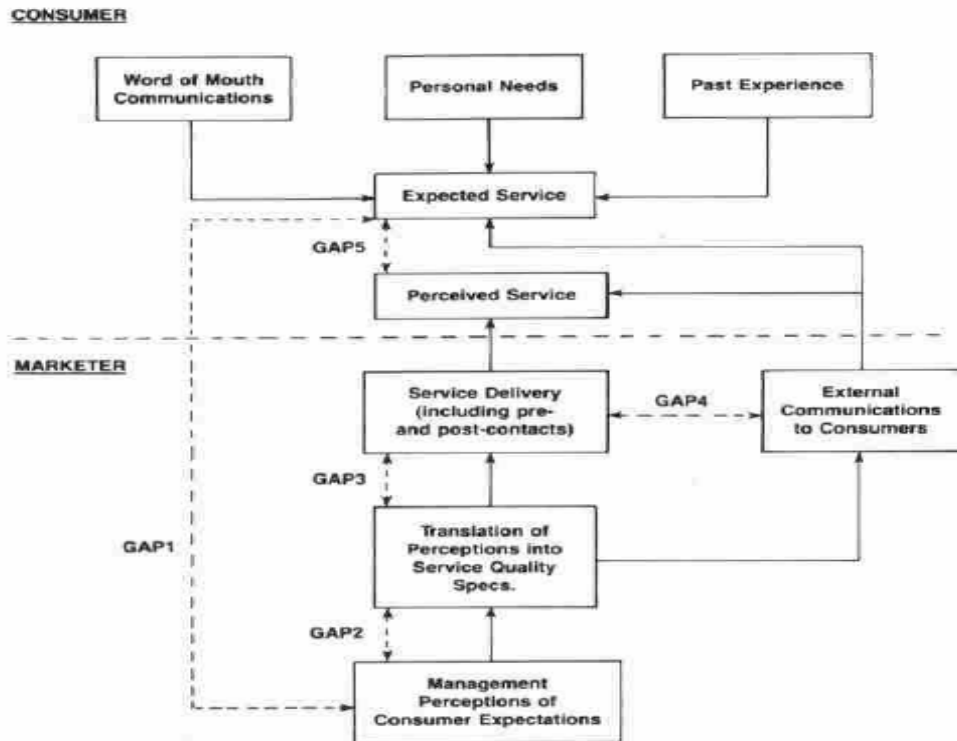 CONSUMER
Word of Mouth
Communications
Personal Needs
Past Experience
Expected Service
GAP5
Perceived Service
MARKETER
Service Delivery
(including pre-
and post-contacts)
GAP4
External
Communications
to Consumers
GAP3
Translation of
Perceptions into
Service Quality
Specs.
GAP1
GAP2
Management
Perceptions of
Consumer Expectations